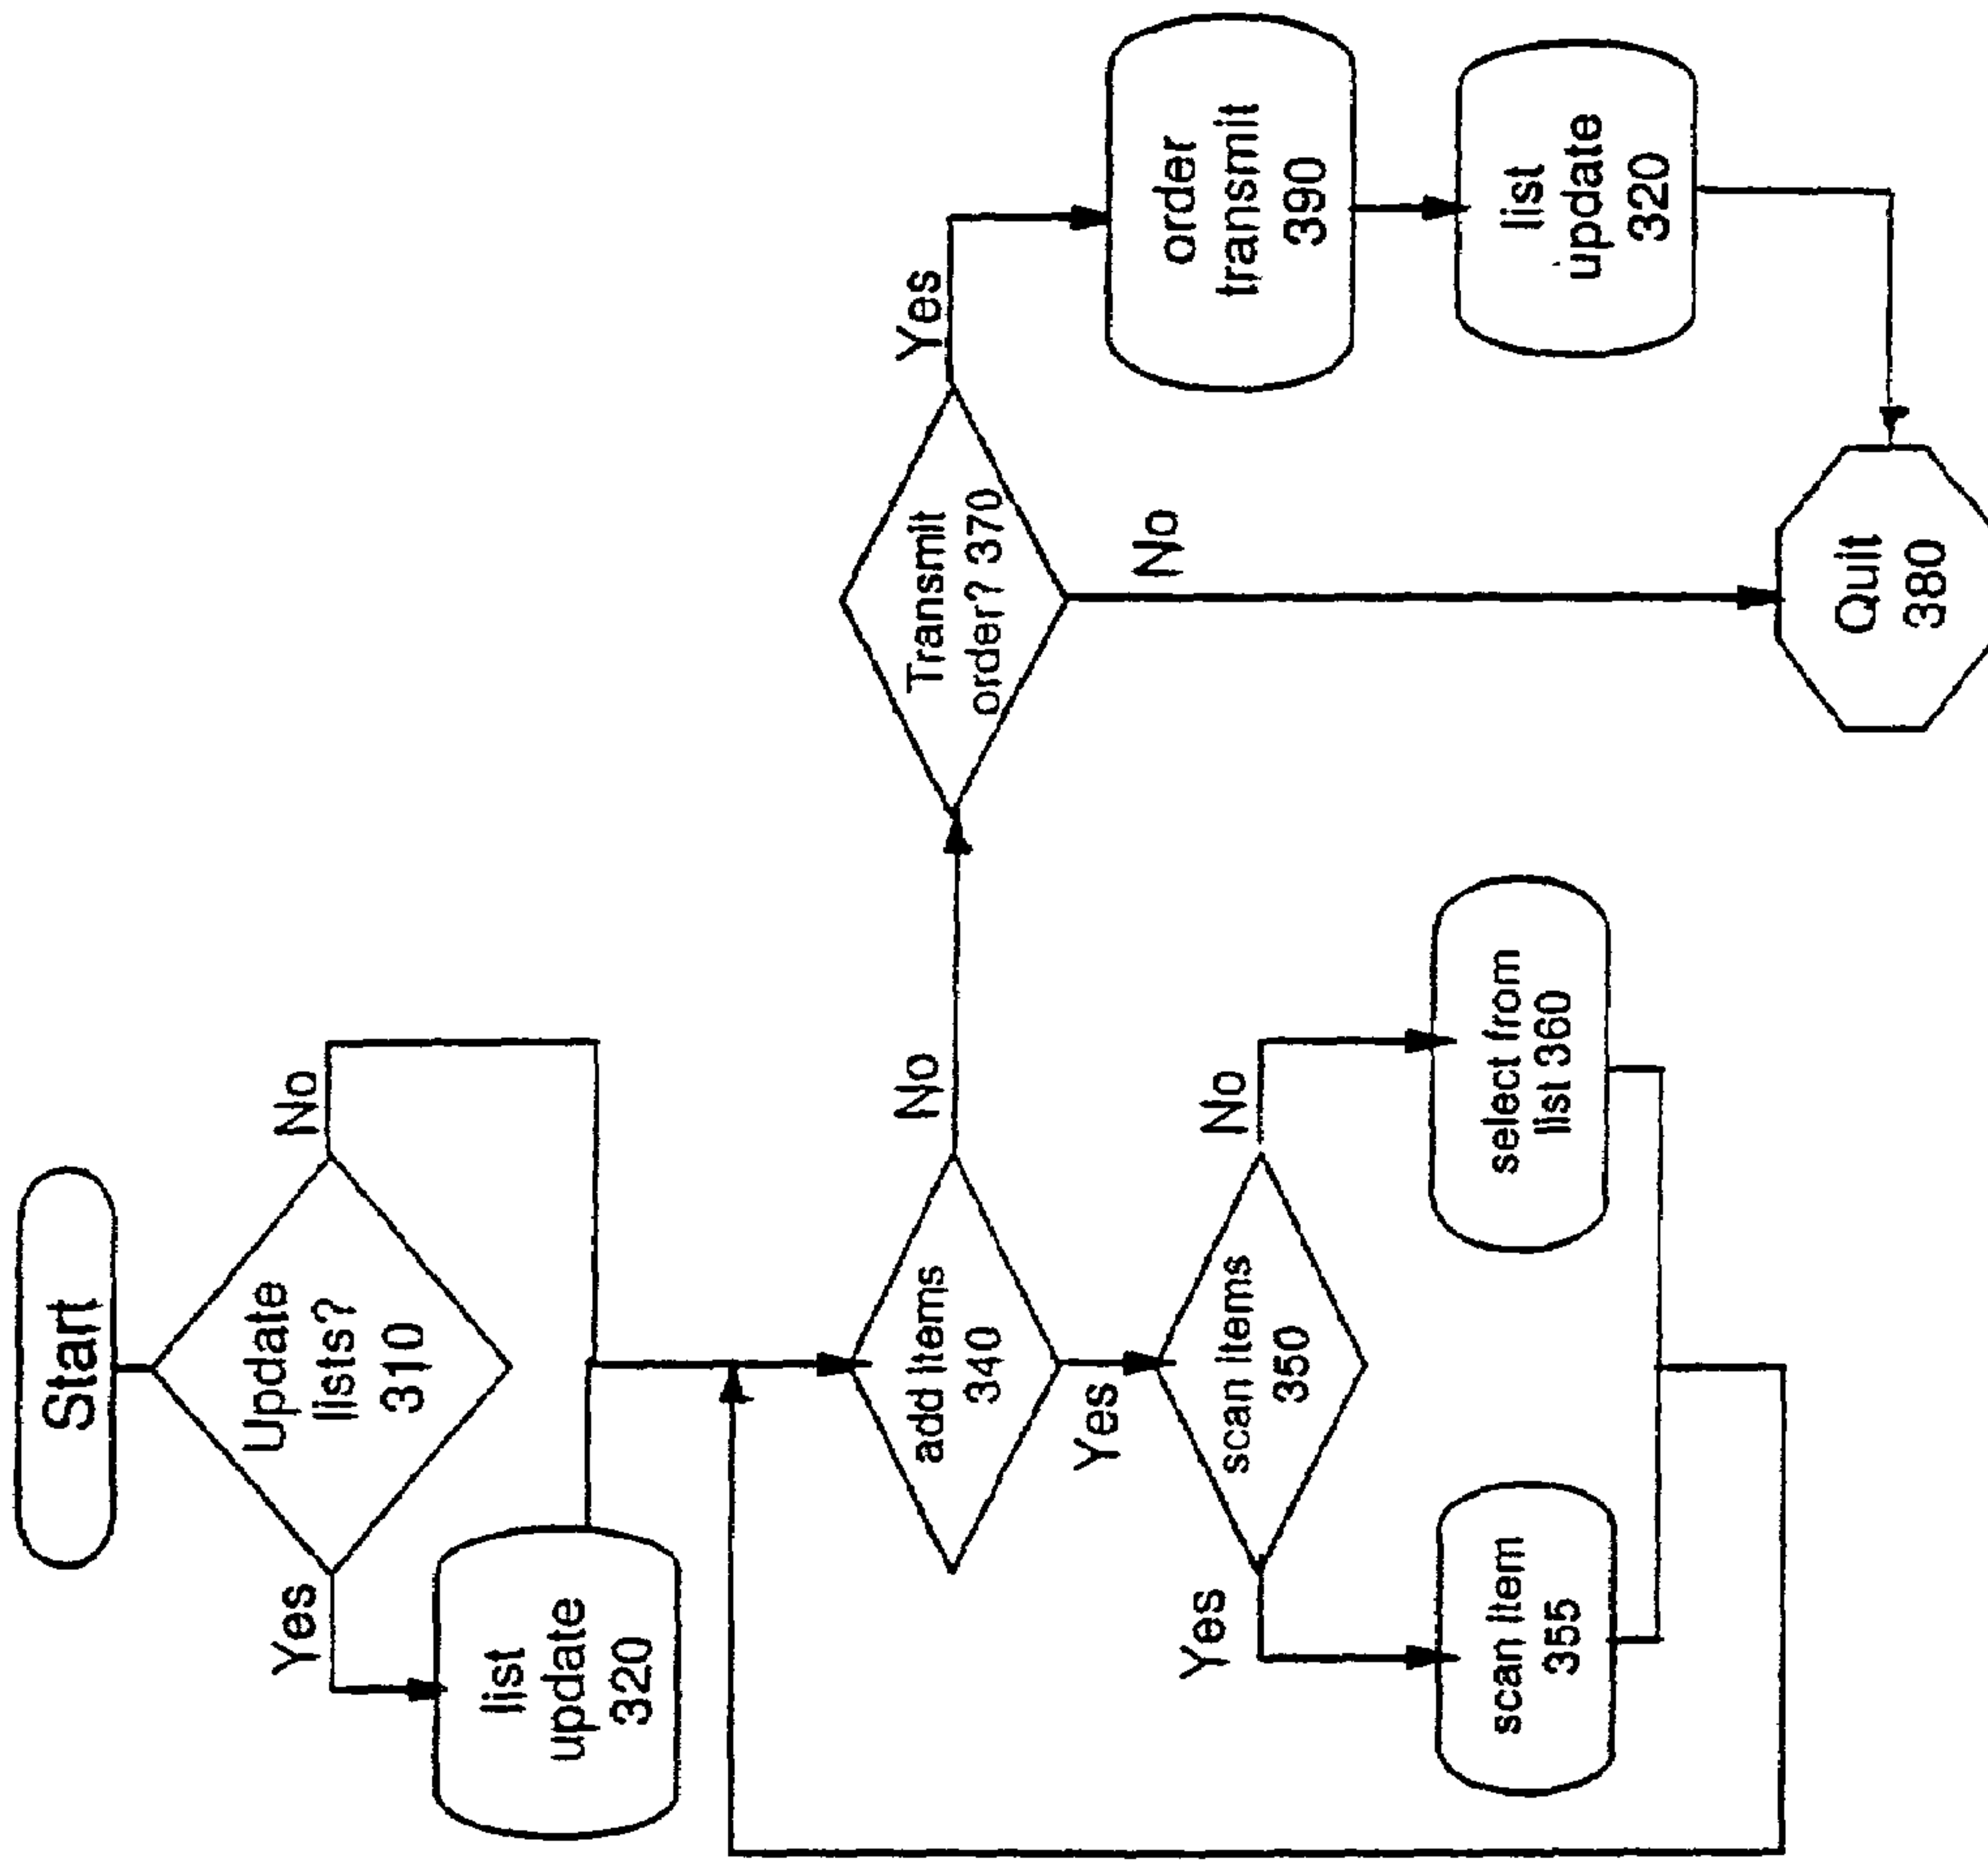 Start
Update
lists?
310
Yes
No
list
update
320
add items
340
No
Yes
scan items
350
Yes
No
scan item
355
select from
list 360
Transmit
order? 370
Yes
No
order
transmit
390
list
update
320
Quit
380